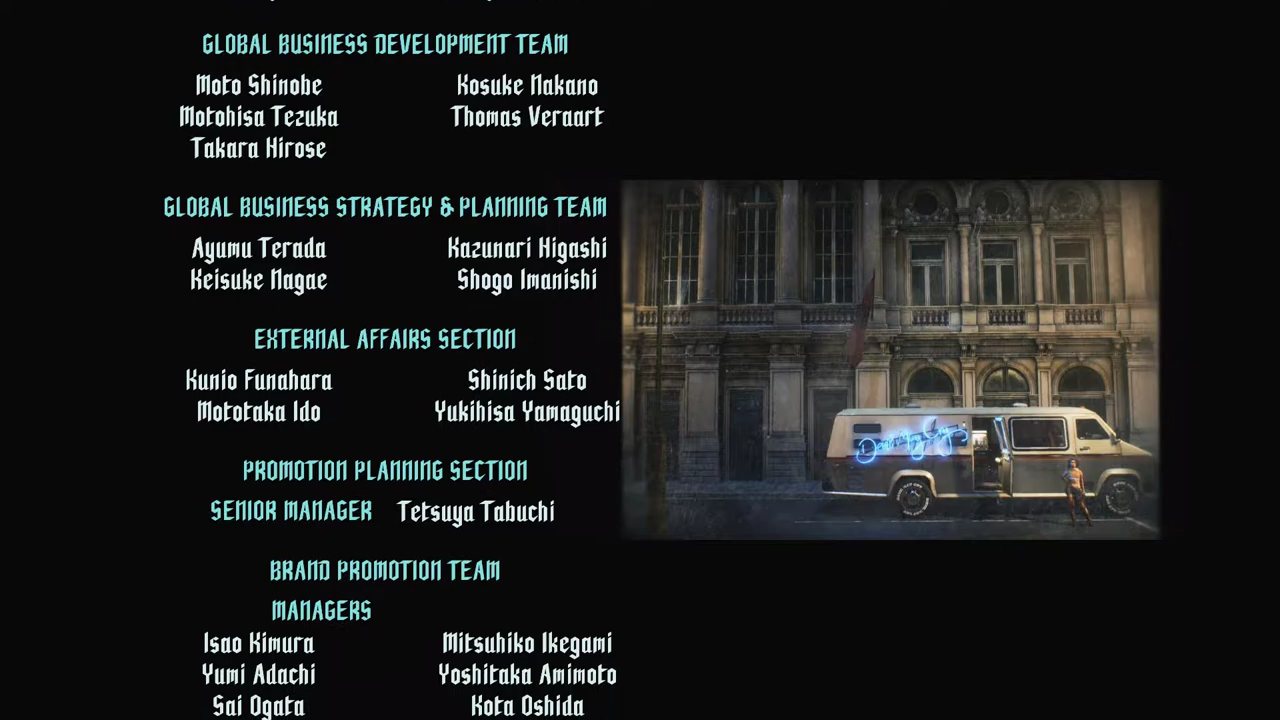 GLOBAL BUSINESS DEVELOPMENT TEAM
Moto Shinobe Kosuke Nakano
Motohisa Tezuka Thomas Veraart
Takara Hirose
GLOBAL BUSINESS STRATEGY & PLANNING TEAM
Ayumu Terada Kazunari Higashi
Keisuke Nagae Shogo Imanishi
EXTERNAL AFFAIRS SECTION
Kunio Funahara Shinich Sato
Mototaka Ido Yukihisa Yamaguchi
PROMOTION PLANNING SECTION
SENIOR MANAGER Tetsuya Tabuchi
BRAND PROMOTION TEAM
MANAGERS
Isao Kimura Mitsuhiko Ikegami
Yumi Adachi Yoshitaka Amimoto
Sai Ogata Kota Oshida
Devil May Cry